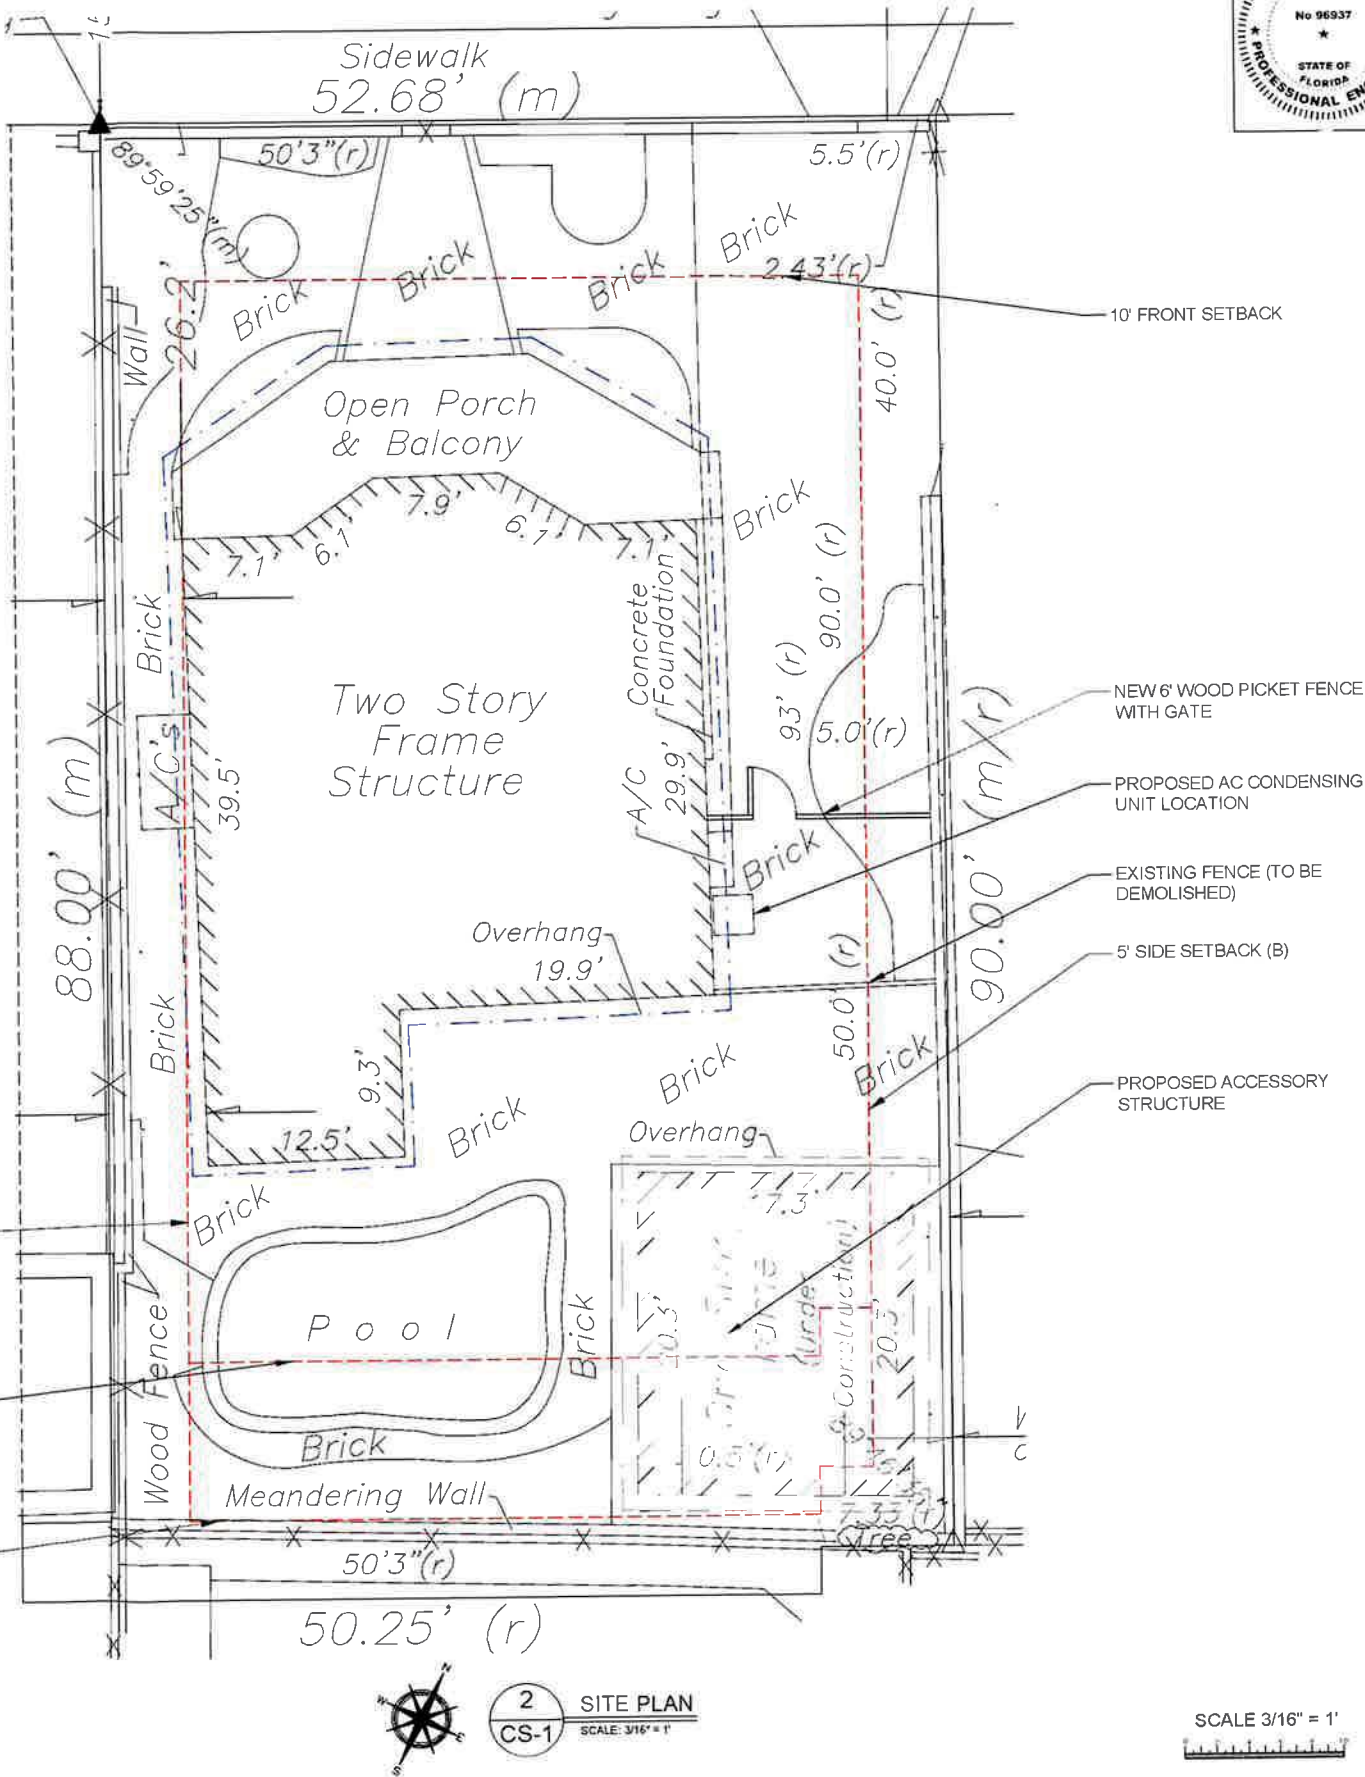 No 96937
STATE OF
FLORIDA
PROFESSIONAL EN
Sidewalk
52.68' (m)
50'3"(r)
5.5'(r)
89°59'25"(m)
Brick
Brick
Brick
Brick
2.43'(r)
10' FRONT SETBACK
26.2'
Wall
40.0' (r)
Open Porch
& Balcony
7.9'
6.1'
6.1'
7.1'
7.1'
Brick
90.0' (r)
Brick
Concrete
Foundation
Two Story
Frame
Structure
93' (r)
5.0'(r)
NEW 6' WOOD PICKET FENCE
WITH GATE
A/C's
39.5'
A/C
29.9'
88.00' (m)
90.00' (m/r)
PROPOSED AC CONDENSING
UNIT LOCATION
Brick
EXISTING FENCE (TO BE
DEMOLISHED)
Overhang
19.9'
5' SIDE SETBACK (B)
50.0' (r)
Brick
Brick
Brick
9.3'
Brick
12.5'
PROPOSED ACCESSORY
STRUCTURE
Overhang
Brick
Construction)
20.3'
Pool
Brick
Wood Fence
Brick
Meandering Wall
Tree
50'3"(r)
50.25' (r)
N
W
E
S
2
CS-1
SITE PLAN
SCALE: 3/16" = 1'
SCALE 3/16" = 1'